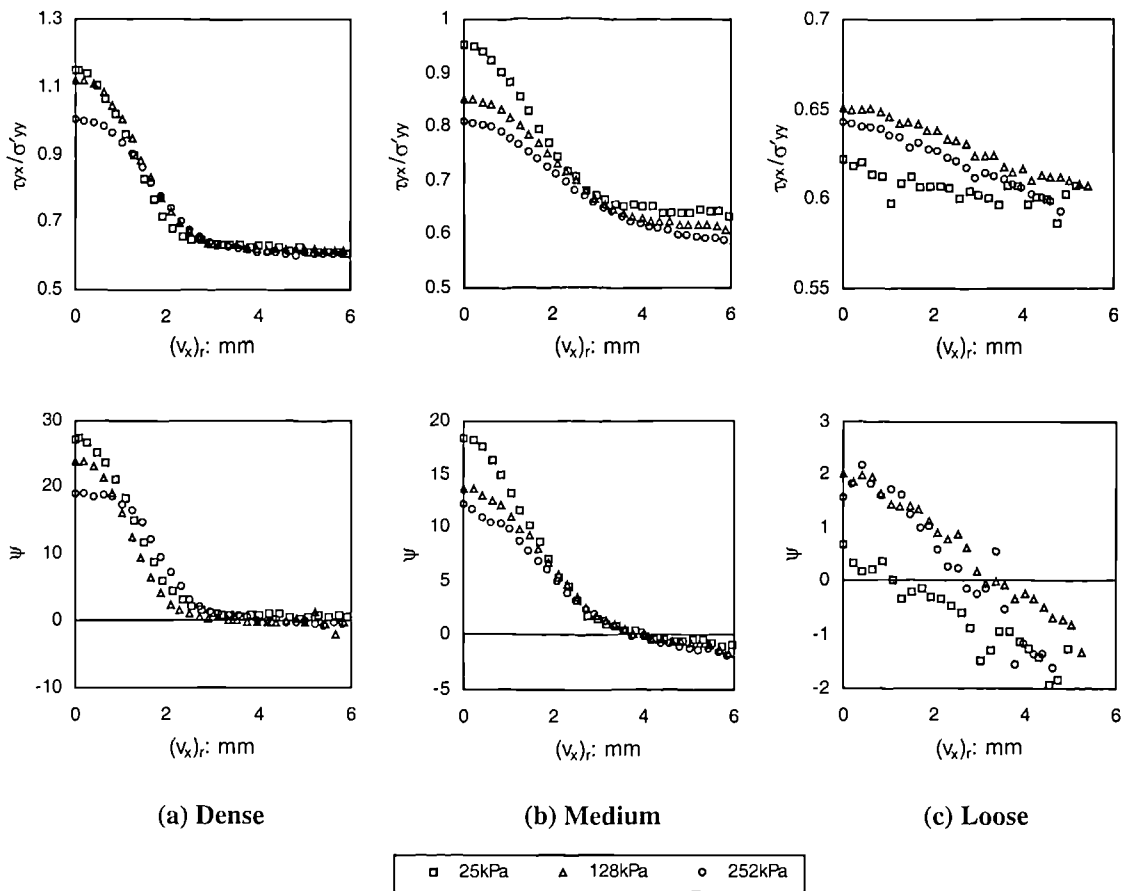 1.3
1.1
0.9
0.7
0.5
τyx/σ'yy
0 2 4 6
(vx)r: mm
1
0.9
0.8
0.7
0.6
0.5
τyx/σ'yy
0 2 4 6
(vx)r: mm
0.7
0.65
0.6
0.55
τyx/σ'yy
0 2 4 6
(vx)r: mm
30
20
10
0
-10
ψ
0 2 4 6
(vx)r: mm
20
15
10
5
0
-5
ψ
0 2 4 6
(vx)r: mm
3
2
1
0
-1
-2
ψ
0 2 4 6
(vx)r: mm
(a) Dense
(b) Medium
(c) Loose
25kPa 128kPa 252kPa